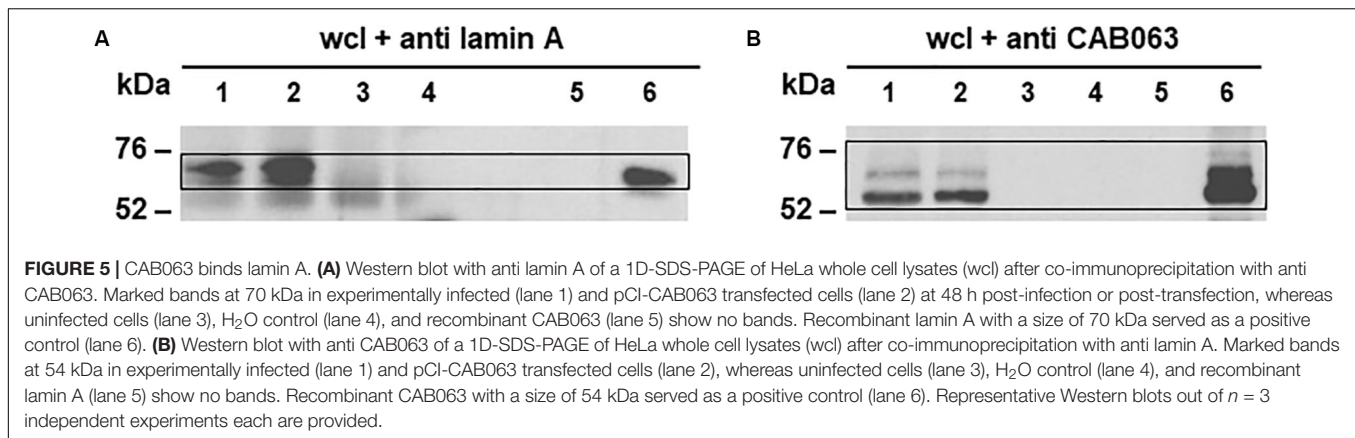 A
wcl + anti lamin A
kDa
1 2 3 4 5 6
76 –
52 –
B
wcl + anti CAB063
kDa
1 2 3 4 5 6
76 –
52 –
FIGURE 5 | CAB063 binds lamin A. (A) Western blot with anti lamin A of a 1D-SDS-PAGE of HeLa whole cell lysates (wcl) after co-immunoprecipitation with anti
CAB063. Marked bands at 70 kDa in experimentally infected (lane 1) and pCI-CAB063 transfected cells (lane 2) at 48 h post-infection or post-transfection, whereas
uninfected cells (lane 3), H₂O control (lane 4), and recombinant CAB063 (lane 5) show no bands. Recombinant lamin A with a size of 70 kDa served as a positive
control (lane 6). (B) Western blot with anti CAB063 of a 1D-SDS-PAGE of HeLa whole cell lysates (wcl) after co-immunoprecipitation with anti lamin A. Marked bands
at 54 kDa in experimentally infected (lane 1) and pCI-CAB063 transfected cells (lane 2), whereas uninfected cells (lane 3), H₂O control (lane 4), and recombinant
lamin A (lane 5) show no bands. Recombinant CAB063 with a size of 54 kDa served as a positive control (lane 6). Representative Western blots out of n = 3
independent experiments each are provided.